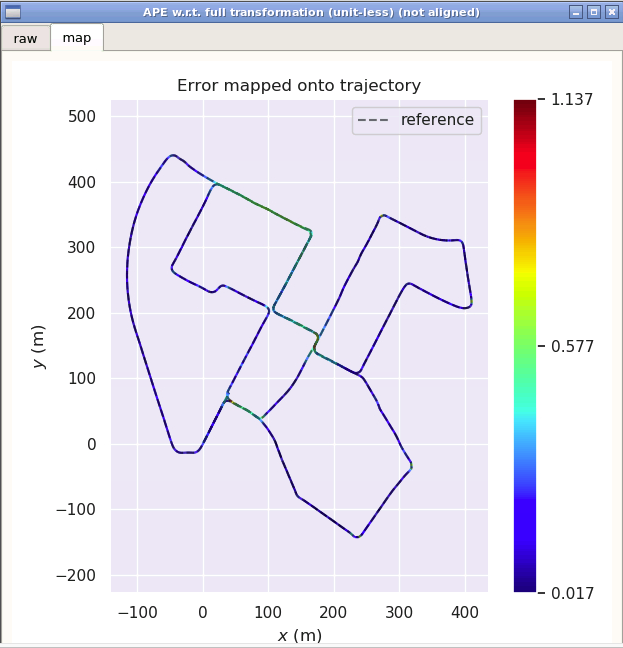 APE w.r.t. full transformation (unit-less) (not aligned)
raw map
Error mapped onto trajectory
reference
500
400
300
200
100
0
−100
−200
y (m)
−100 0 100 200 300 400
x (m)
1.137
0.577
0.017